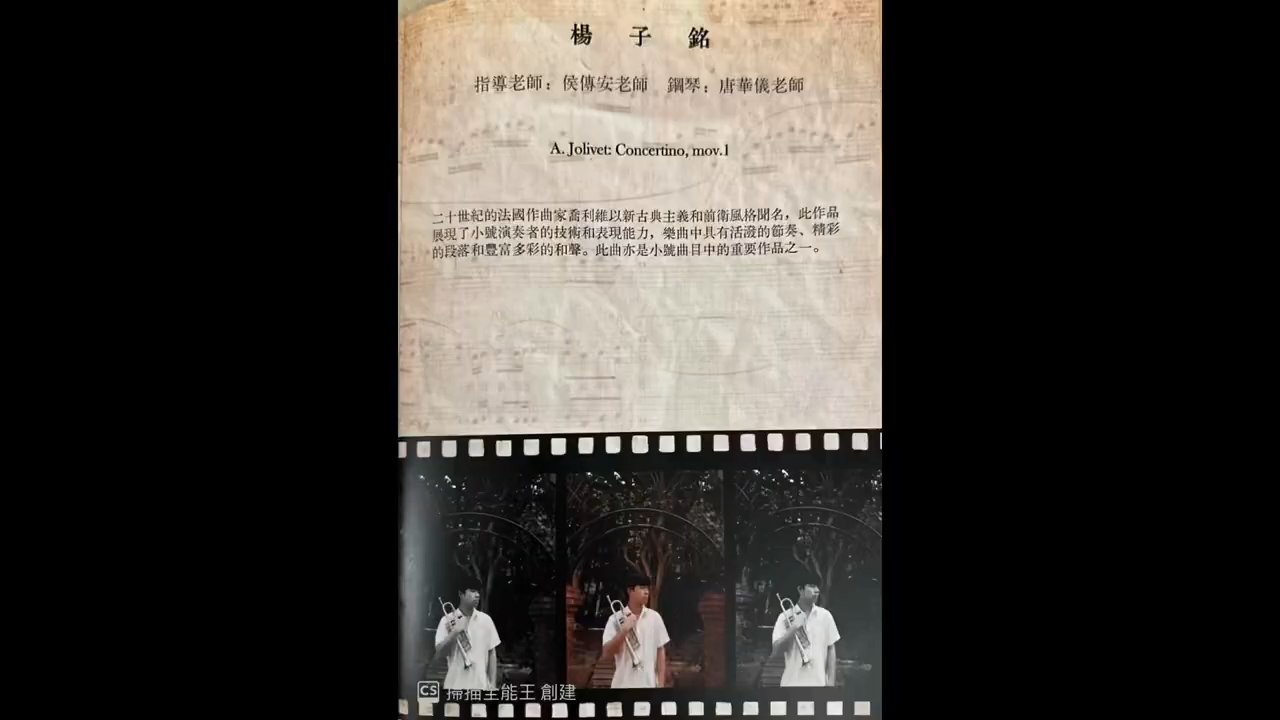 楊子銘
指導老師：侯傳安老師 鋼琴：唐華儀老師
A. Jolivet: Concertino, mov.1
二十世紀的法國作曲家喬利維以新古典主義和前衛風格聞名，此作品
展現了小號演奏者的技術和表現能力，樂曲中具有活潑的節奏、精彩
的段落和豐富多彩的和聲。此曲亦是小號曲目中的重要作品之一。
CS 掃描全能王 創建